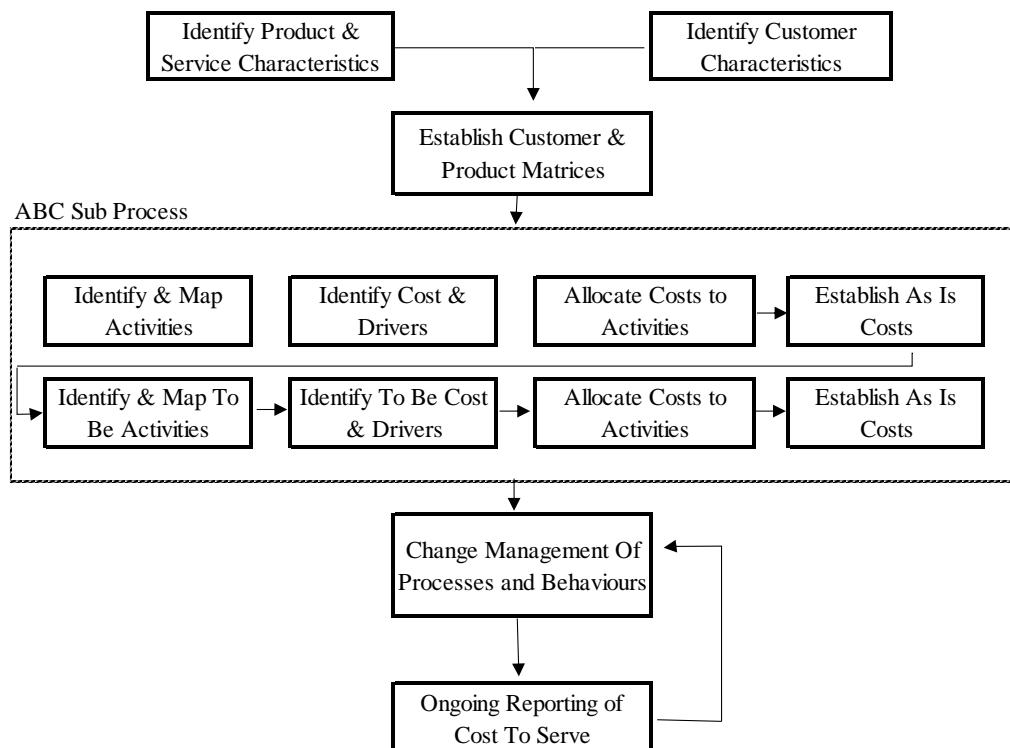 Identify Product &
Service Characteristics
Identify Customer
Characteristics
Establish Customer &
Product Matrices
ABC Sub Process
Identify & Map
Activities
Identify Cost &
Drivers
Allocate Costs to
Activities
Establish As Is
Costs
Identify & Map To
Be Activities
Identify To Be Cost
& Drivers
Allocate Costs to
Activities
Establish As Is
Costs
Change Management Of
Processes and Behaviours
Ongoing Reporting of
Cost To Serve